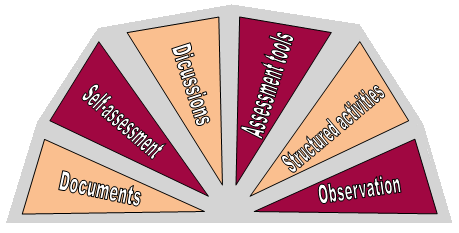 Documents
Self-assessment
Dicussions
Assessment tools
Structured activities
Observation